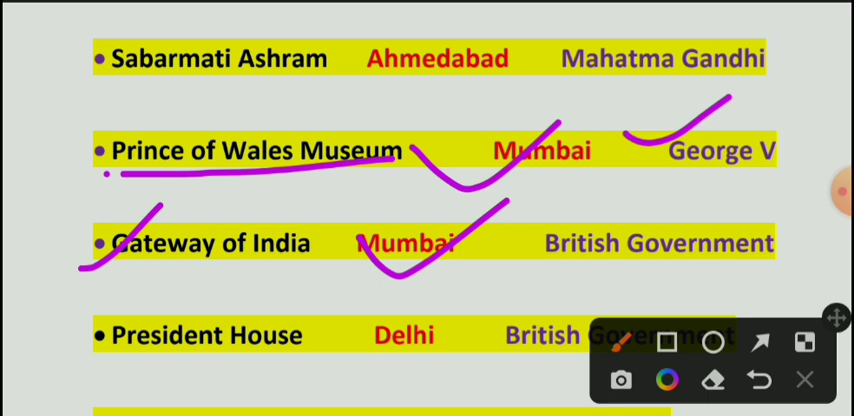 • Sabarmati Ashram Ahmedabad Mahatma Gandhi
• Prince of Wales Museum Mumbai George V
• Gateway of India Mumbai British Government
• President House Delhi British Government